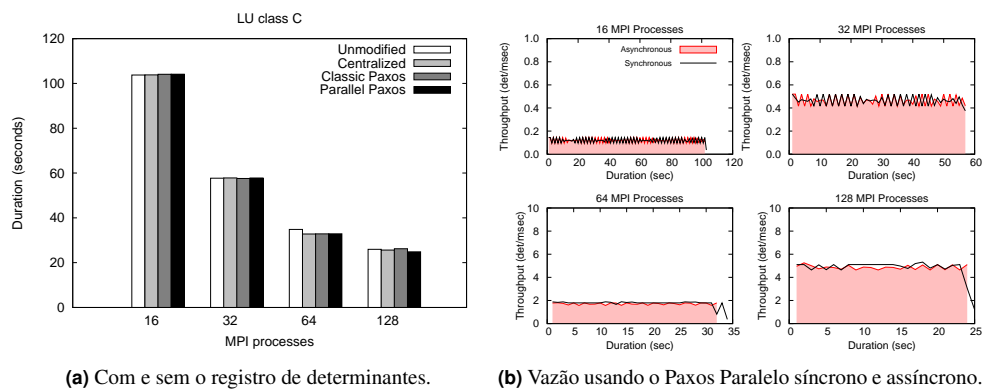 LU class C
Duration (seconds)
120
100
80
60
40
20
0
Unmodified
Centralized
Classic Paxos
Parallel Paxos
16 32 64 128
MPI processes
(a) Com e sem o registro de determinantes.
16 MPI Processes
Throughput (det/msec)
1.0
0.8
0.6
0.4
0.2
0.0
Asynchronous
Synchronous
0 20 40 60 80 100 120
Duration (sec)
32 MPI Processes
Throughput (det/msec)
1.0
0.8
0.6
0.4
0.2
0.0
0 10 20 30 40 50 60
Duration (sec)
64 MPI Processes
Throughput (det/msec)
10
8
6
4
2
0
0 5 10 15 20 25 30 35
Duration (sec)
128 MPI Processes
Throughput (det/msec)
10
8
6
4
2
0
0 5 10 15 20 25
Duration (sec)
(b) Vazão usando o Paxos Paralelo síncrono e assíncrono.